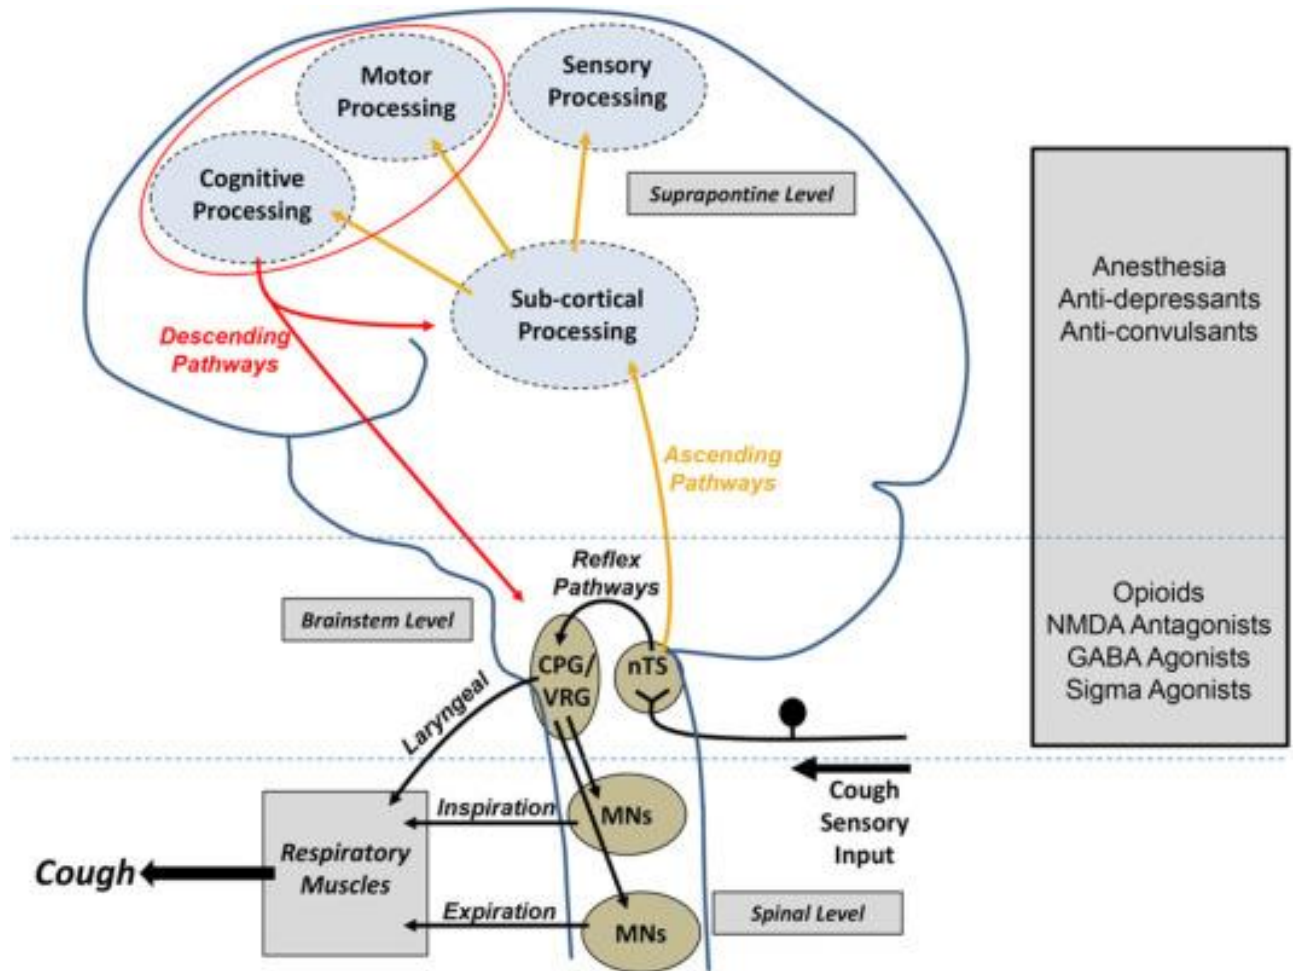 Motor
Processing
Sensory
Processing
Cognitive
Processing
Suprapontine Level
Sub-cortical
Processing
Descending
Pathways
Ascending
Pathways
Anesthesia
Anti-depressants
Anti-convulsants
Reflex
Pathways
Brainstem Level
CPG/
VRG
nTS
Opioids
NMDA Antagonists
GABA Agonists
Sigma Agonists
Laryngeal
Cough
Sensory
Input
Inspiration
MNs
Respiratory
Muscles
Cough
Expiration
MNs
Spinal Level